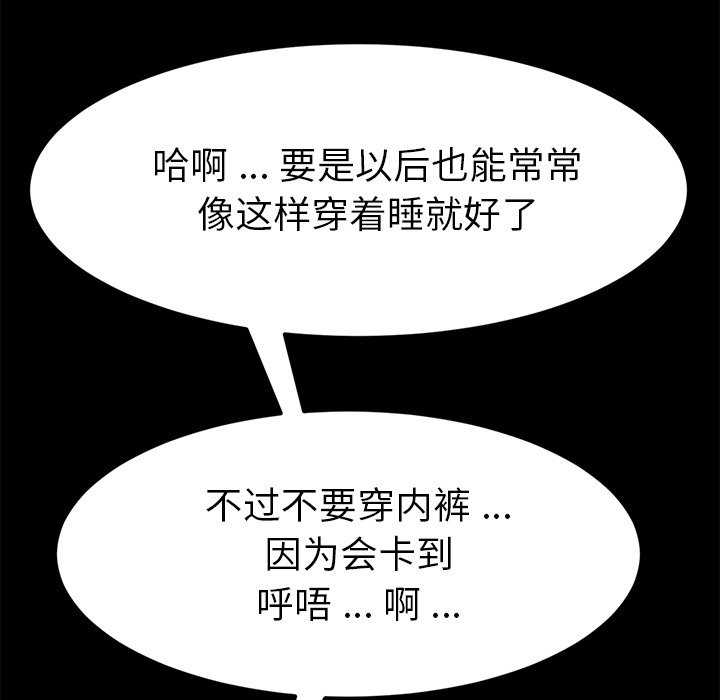 哈啊 ... 要是以后也能常常
像这样穿着睡就好了
不过不要穿内裤 ...
因为会卡到
呼唔 ... 啊 ...